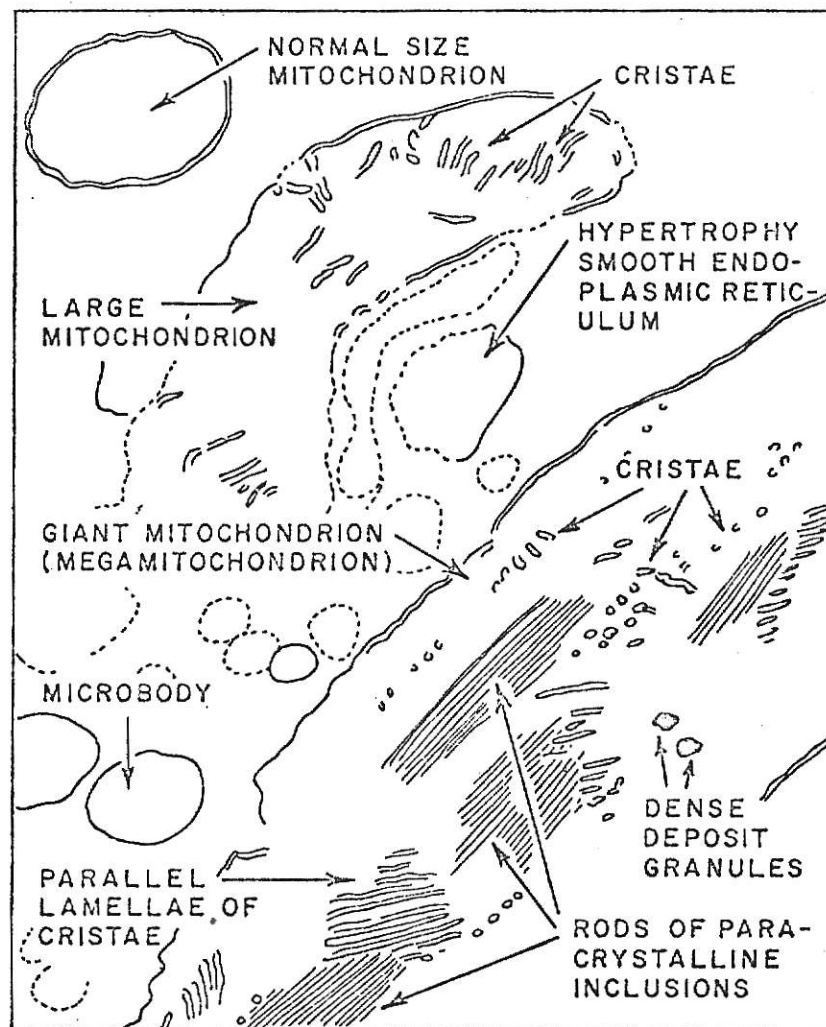 NORMAL SIZE
MITOCHONDRION
CRISTAE
HYPERTROPHY
SMOOTH ENDO-
PLASMIC RETIC-
ULUM
LARGE
MITOCHONDRION
CRISTAE
GIANT MITOCHONDRION
(MEGAMITOCHONDRION)
MICROBODY
DENSE
DEPOSIT
GRANULES
PARALLEL
LAMELLAE OF
CRISTAE
RODS OF PARA-
CRYSTALLINE
INCLUSIONS